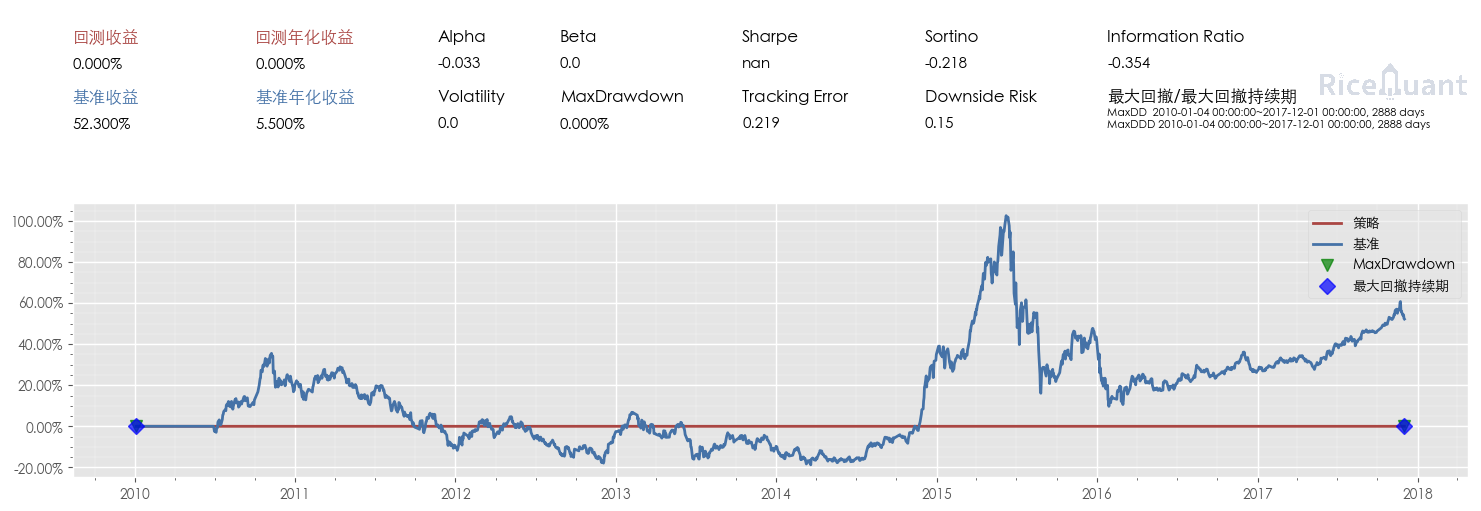 回测收益 回测年化收益 Alpha Beta Sharpe Sortino Information Ratio
0.000% 0.000% -0.033 0.0 nan -0.218 -0.354
RiceQuant
基准收益 基准年化收益 Volatility MaxDrawdown Tracking Error Downside Risk 最大回撤/最大回撤持续期
52.300% 5.500% 0.0 0.000% 0.219 0.15
MaxDD 2010-01-04 00:00:00~2017-12-01 00:00:00, 2888 days
MaxDDD 2010-01-04 00:00:00~2017-12-01 00:00:00, 2888 days
100.00%
80.00%
60.00%
40.00%
20.00%
0.00%
-20.00%
策略
基准
MaxDrawdown
最大回撤持续期
2010 2011 2012 2013 2014 2015 2016 2017 2018